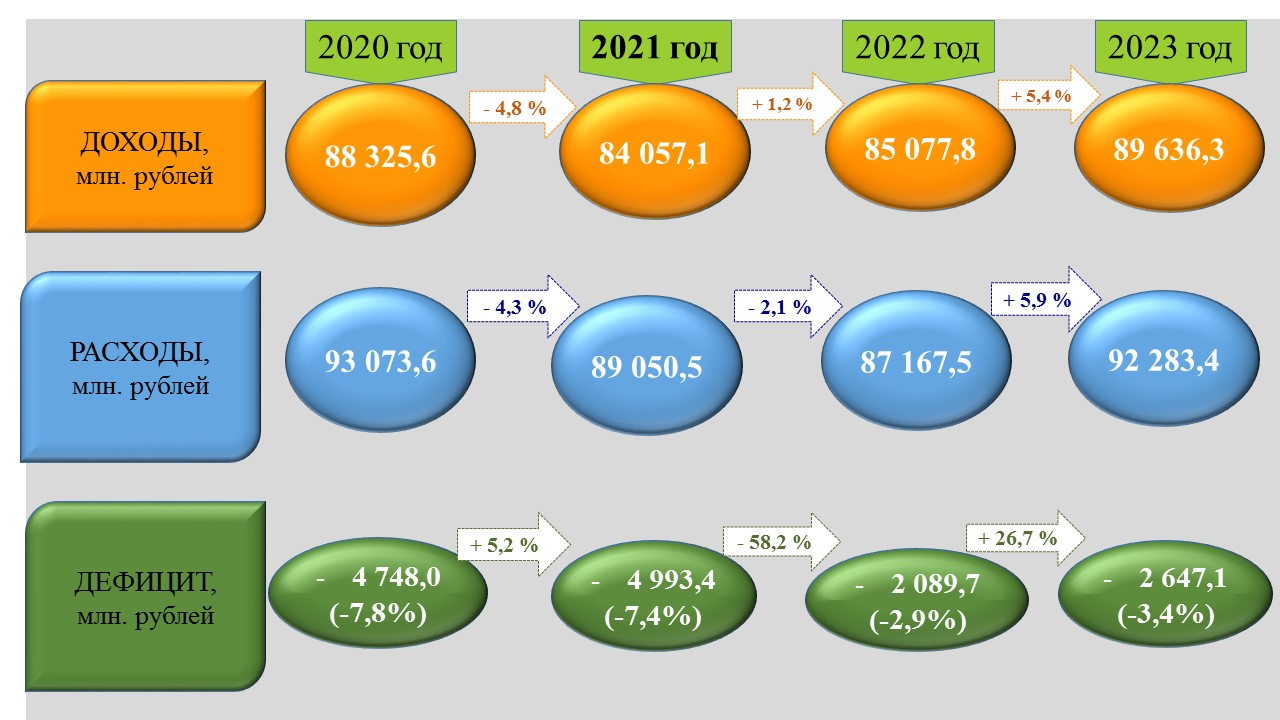 2020 год
2021 год
2022 год
2023 год
ДОХОДЫ,
млн. рублей
88 325,6
- 4,8 %
84 057,1
+ 1,2 %
85 077,8
+ 5,4 %
89 636,3
РАСХОДЫ,
млн. рублей
93 073,6
- 4,3 %
89 050,5
- 2,1 %
87 167,5
+ 5,9 %
92 283,4
ДЕФИЦИТ,
млн. рублей
- 4 748,0
(-7,8%)
+ 5,2 %
- 4 993,4
(-7,4%)
- 58,2 %
- 2 089,7
(-2,9%)
+ 26,7 %
- 2 647,1
(-3,4%)